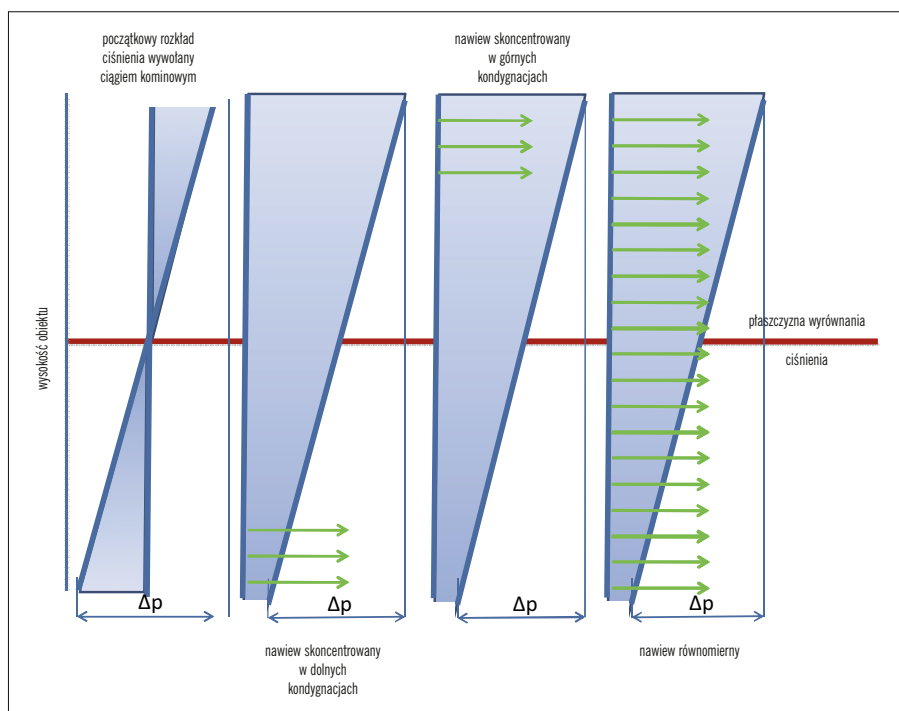 początkowy rozkład
ciśnienia wywołany
ciągiem kominowym
nawiew skoncentrowany
w górnych
kondygnacjach
wysokość obiektu
płaszczyzna wyrównania
ciśnienia
Δp
Δp
Δp
Δp
nawiew skoncentrowany
w dolnych
kondygnacjach
nawiew równomierny